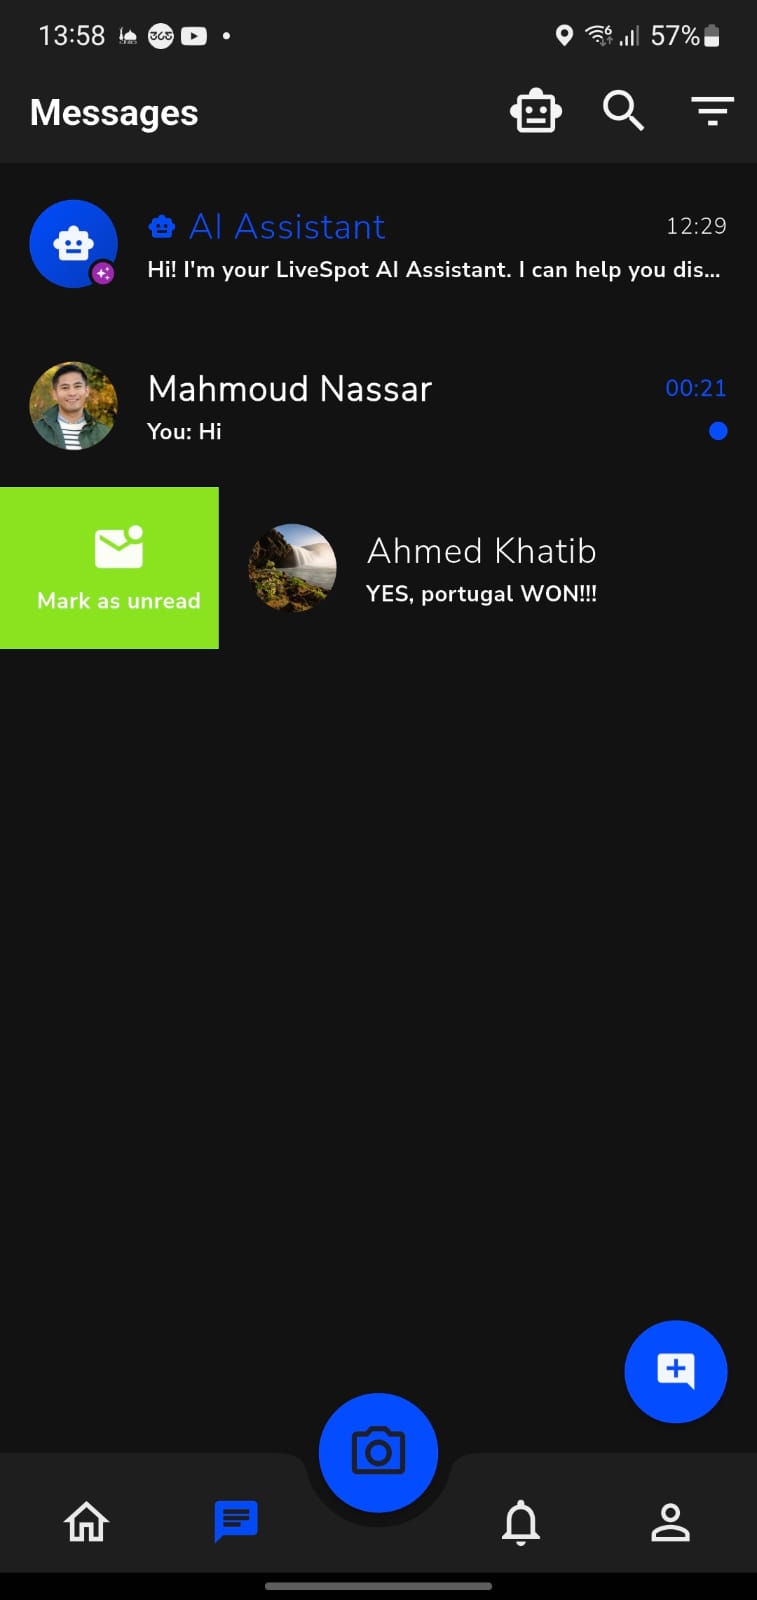 13:58
365
57%
Messages
AI Assistant 12:29
Hi! I'm your LiveSpot AI Assistant. I can help you dis...
Mahmoud Nassar 00:21
You: Hi
Mark as unread
Ahmed Khatib
YES, portugal WON!!!